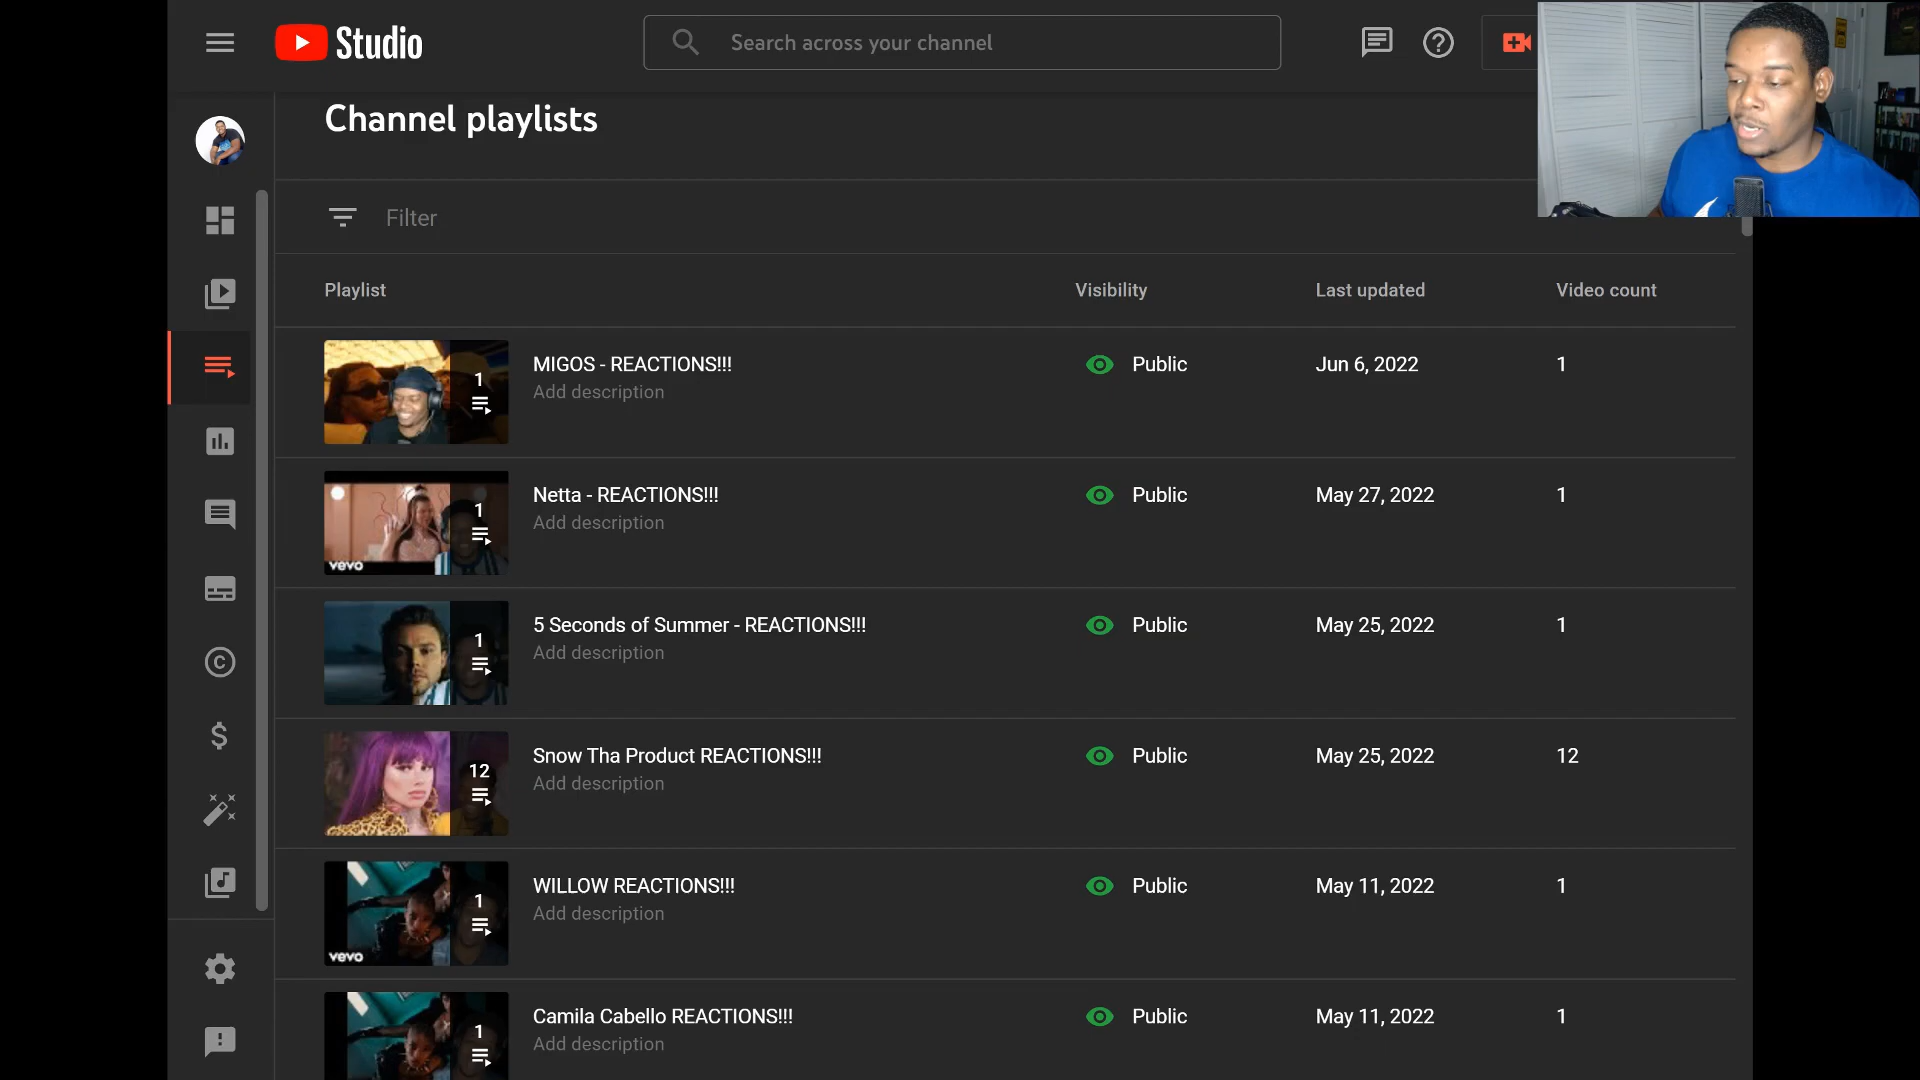 Studio
Search across your channel
Channel playlists
Filter
Playlist
Visibility
Last updated
Video count
1
MIGOS - REACTIONS!!!
Add description
Public
Jun 6, 2022
1
vevo
1
Netta - REACTIONS!!!
Add description
Public
May 27, 2022
1
1
5 Seconds of Summer - REACTIONS!!!
Add description
Public
May 25, 2022
1
12
Snow Tha Product REACTIONS!!!
Add description
Public
May 25, 2022
12
vevo
1
WILLOW REACTIONS!!!
Add description
Public
May 11, 2022
1
1
Camila Cabello REACTIONS!!!
Add description
Public
May 11, 2022
1